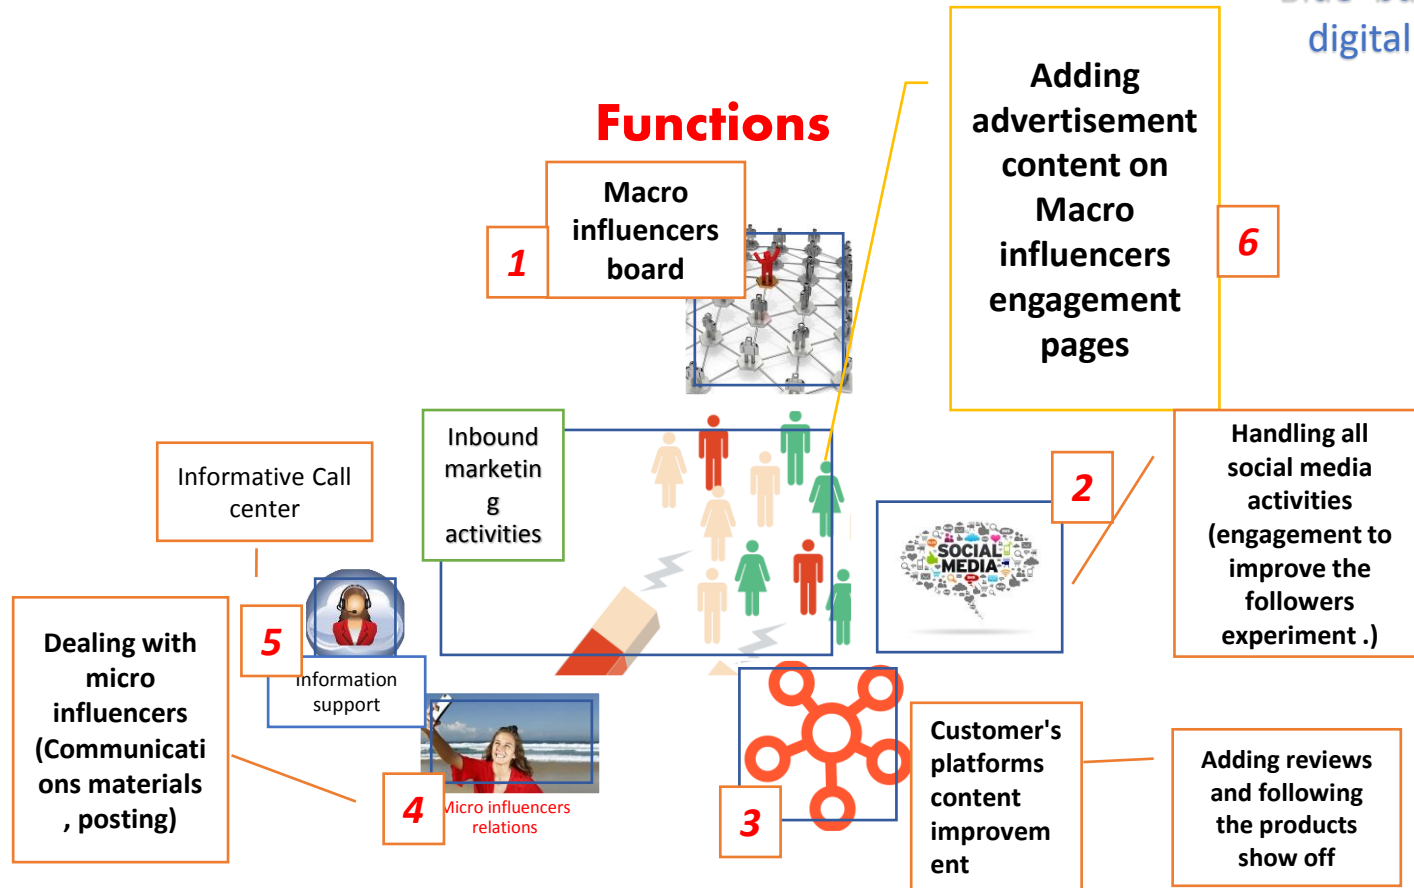 digital
Functions
1
Macro
influencers
board
Adding
advertisement
content on
Macro
influencers
engagement
pages
6
Inbound
marketin
g
activities
Informative Call
center
2
SOCIAL
MEDIA
Handling all
social media
activities
(engagement to
improve the
followers
experiment .)
5
Information
support
Dealing with
micro
influencers
(Communicati
ons materials
, posting)
4
Micro influencers
relations
3
Customer's
platforms
content
improvem
ent
Adding reviews
and following
the products
show off